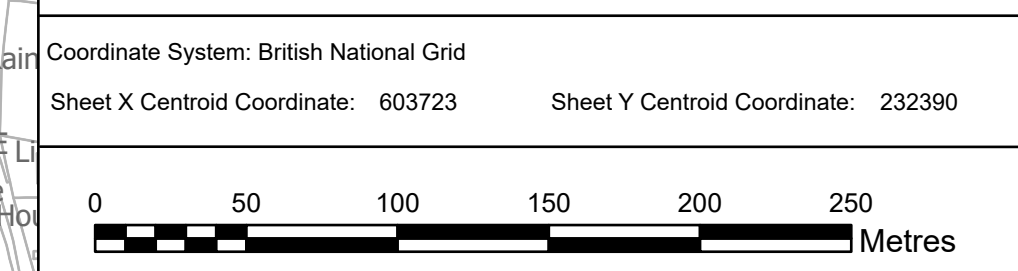 Coordinate System: British National Grid
Sheet X Centroid Coordinate: 603723 Sheet Y Centroid Coordinate: 232390
0 50 100 150 200 250
Metres